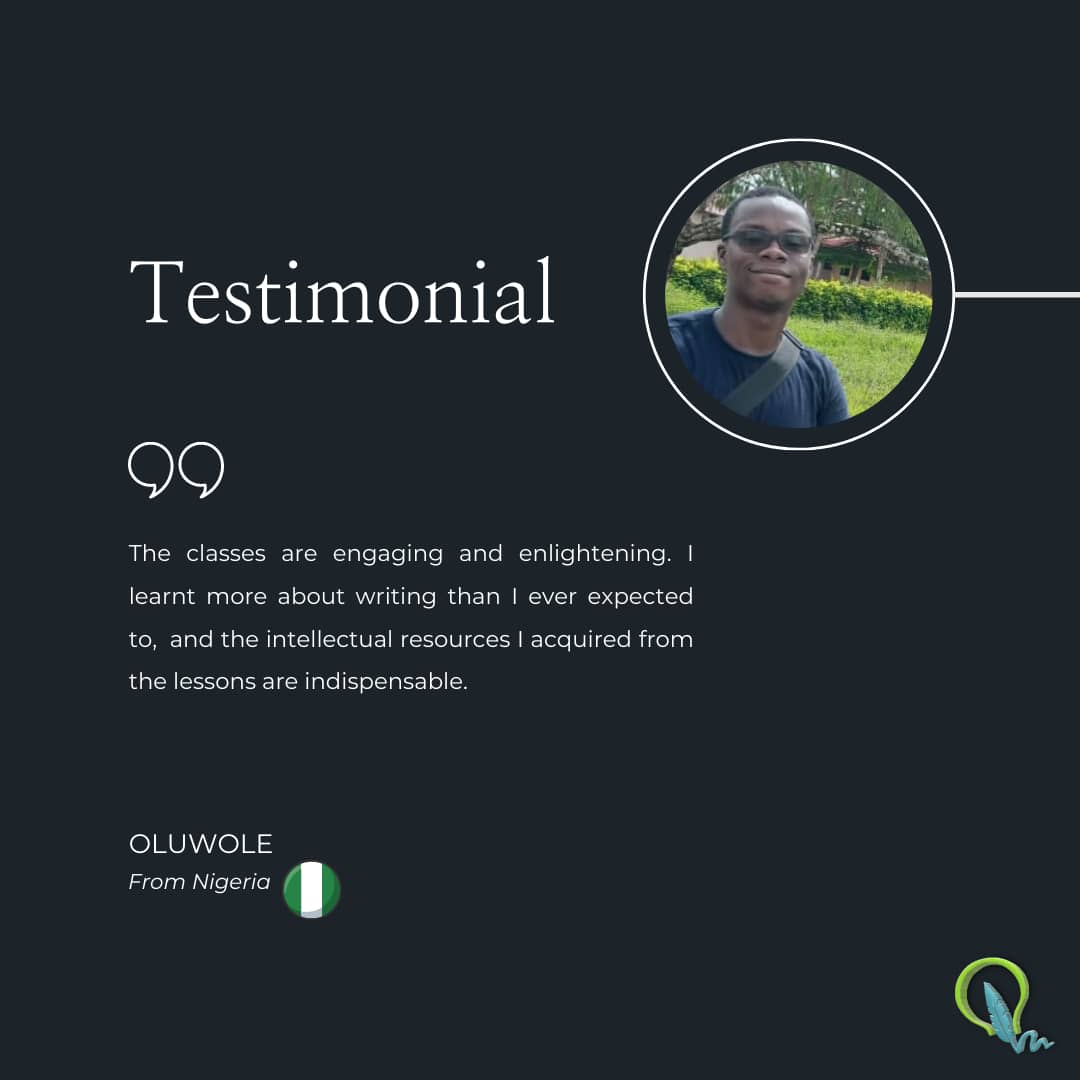 Testimonial
The classes are engaging and enlightening. I
learnt more about writing than I ever expected
to, and the intellectual resources I acquired from
the lessons are indispensable.
OLUWOLE
From Nigeria